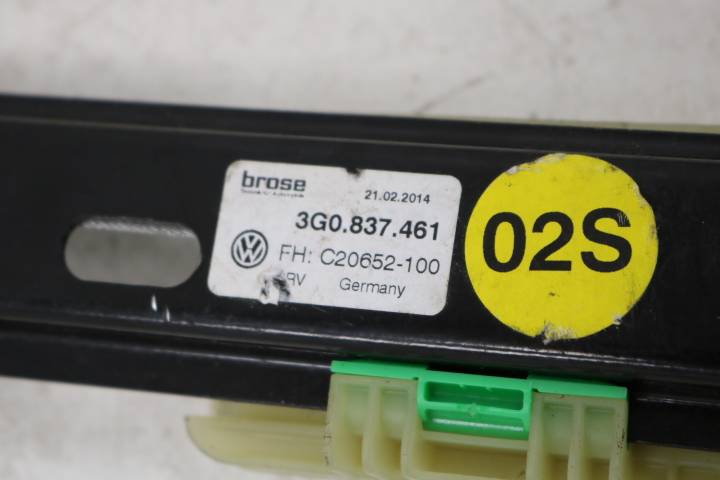 brose
21.02.2014
3G0.837.461
FH: C20652-100
Germany
02S